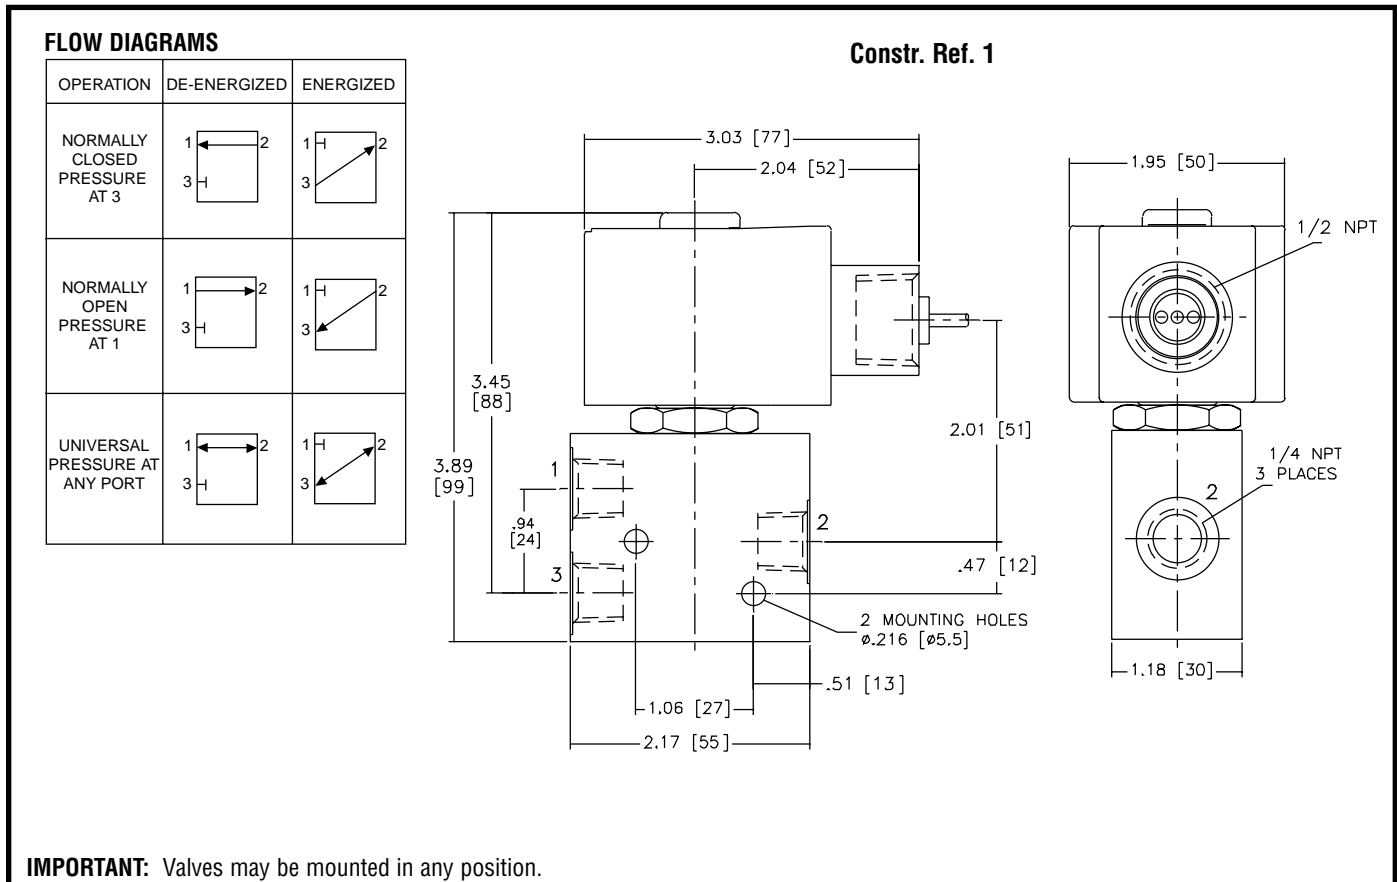 FLOW DIAGRAMS
Constr. Ref. 1
OPERATION DE-ENERGIZED ENERGIZED
NORMALLY
CLOSED
PRESSURE
AT 3
1 2
3
1 2
3
NORMALLY
OPEN
PRESSURE
AT 1
1 2
3
1 2
3
UNIVERSAL
PRESSURE AT
ANY PORT
1 2
3
1 2
3
3.03 [77]
2.04 [52]
3.45
[88]
3.89
[99]
.94
[24]
1
3
2
2.01 [51]
.47 [12]
2 MOUNTING HOLES
ø.216 [ø5.5]
.51 [13]
1.06 [27]
2.17 [55]
1.95 [50]
1/2 NPT
1/4 NPT
3 PLACES
2
1.18 [30]
IMPORTANT: Valves may be mounted in any position.